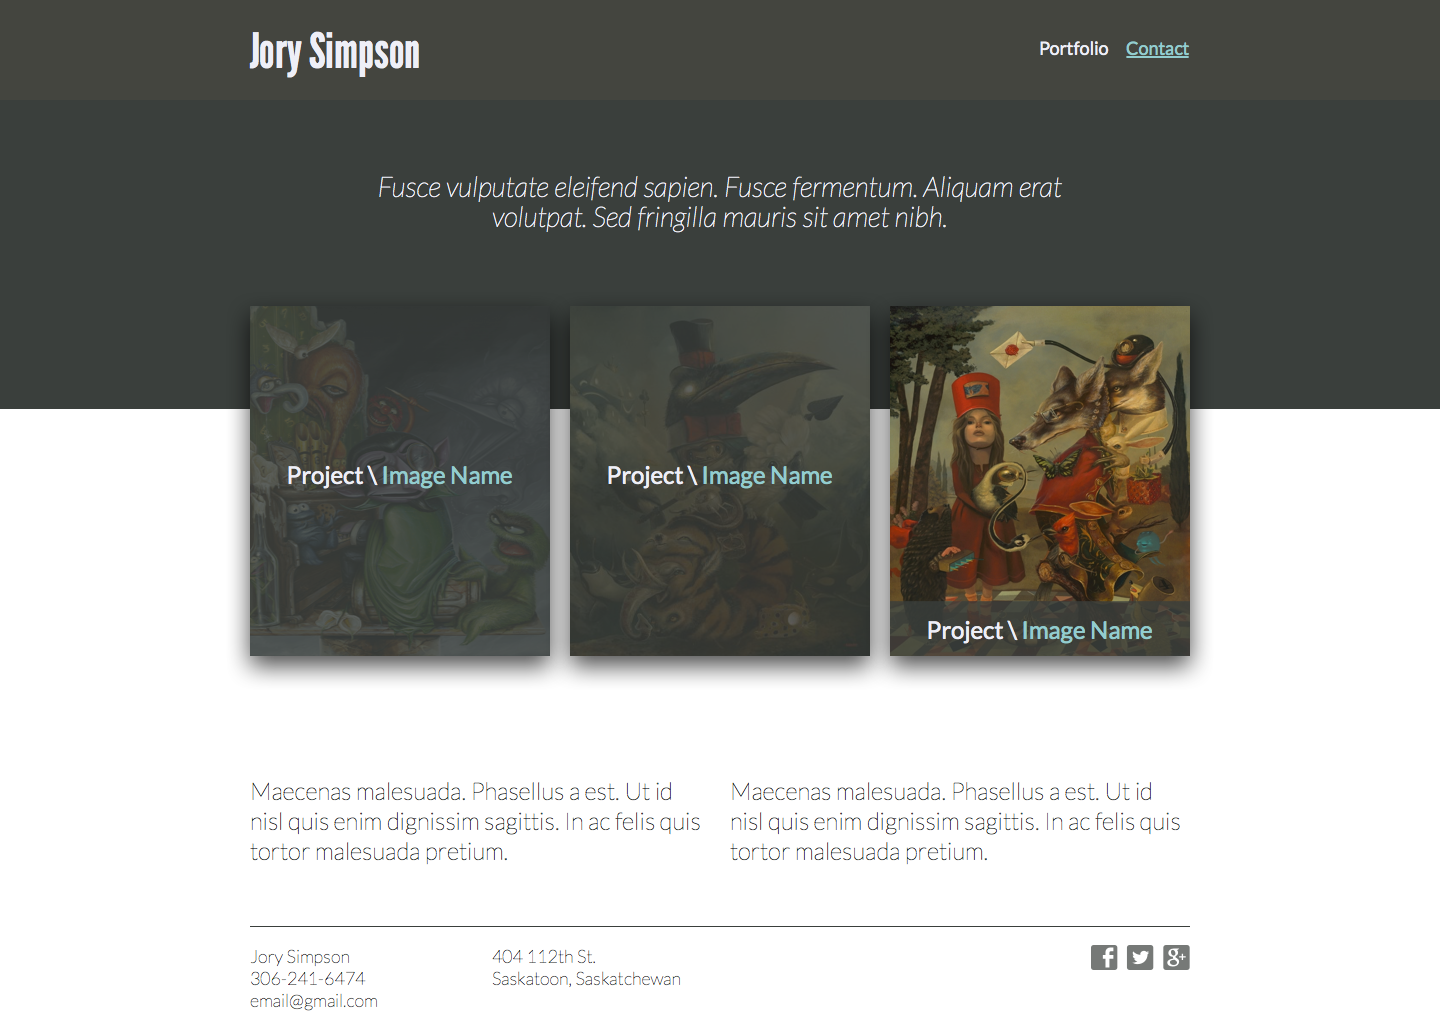 Jory Simpson
Portfolio Contact
Fusce vulputate eleifend sapien. Fusce fermentum. Aliquam erat
volutpat. Sed fringilla mauris sit amet nibh.
Project \ Image Name
Project \ Image Name
Project \ Image Name
Maecenas malesuada. Phasellus a est. Ut id
nisl quis enim dignissim sagittis. In ac felis quis
tortor malesuada pretium.
Maecenas malesuada. Phasellus a est. Ut id
nisl quis enim dignissim sagittis. In ac felis quis
tortor malesuada pretium.
Jory Simpson
306-241-6474
email@gmail.com
404 112th St.
Saskatoon, Saskatchewan